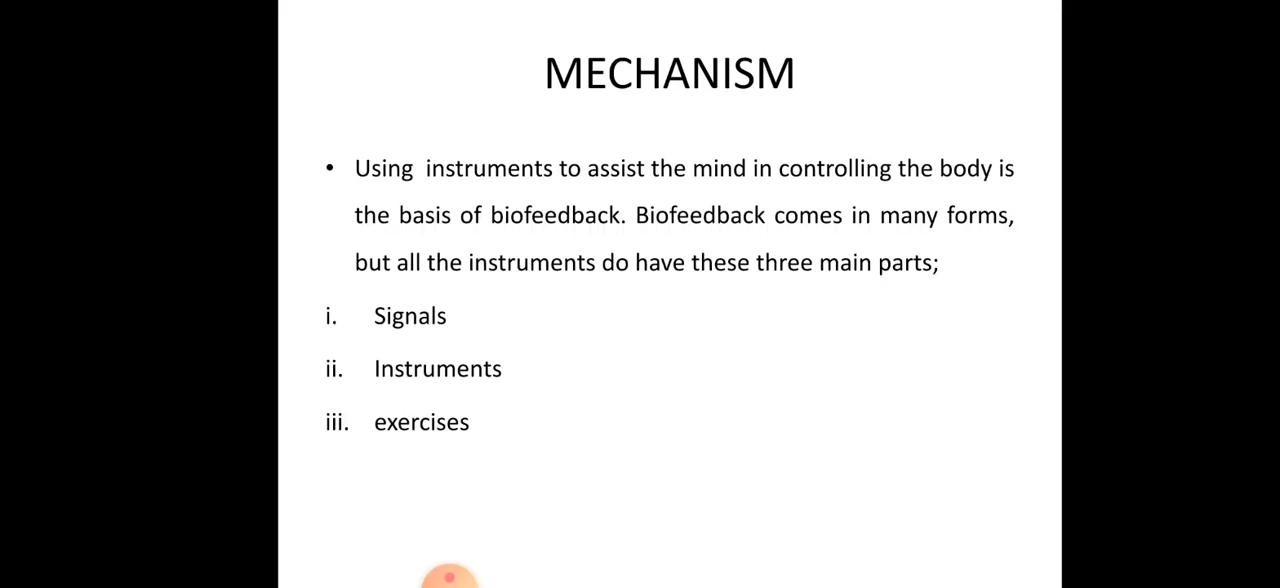 MECHANISM
• Using instruments to assist the mind in controlling the body is
the basis of biofeedback. Biofeedback comes in many forms,
but all the instruments do have these three main parts;
i. Signals
ii. Instruments
iii. exercises